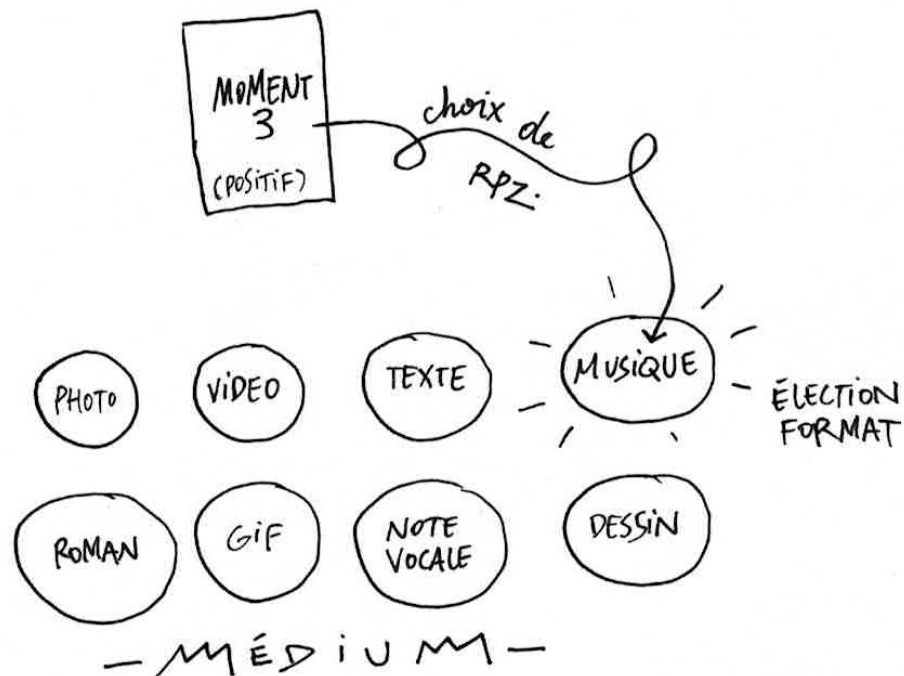 MOMENT
3
(POSITIF)
choix de
RPZ.
PHOTO
VIDEO
TEXTE
MUSIQUE
ÉLECTION
FORMAT
ROMAN
GIF
NOTE
VOCALE
DESSIN
- MÉDIUM -